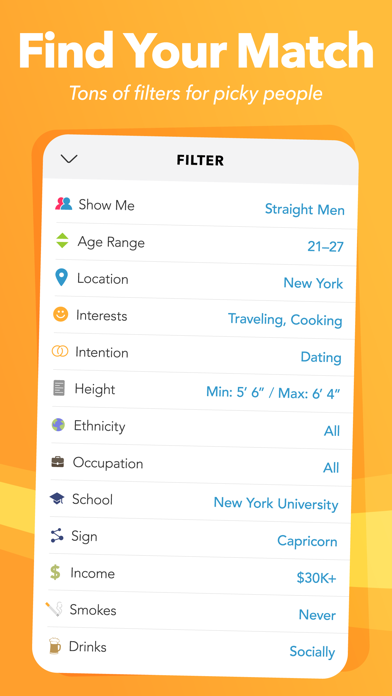 Find Your Match
Tons of filters for picky people
FILTER
Show Me Straight Men
Age Range 21–27
Location New York
Interests Traveling, Cooking
Intention Dating
Height Min: 5’ 6” / Max: 6’ 4”
Ethnicity All
Occupation All
School New York University
Sign Capricorn
$ Income $30K+
Smokes Never
Drinks Socially